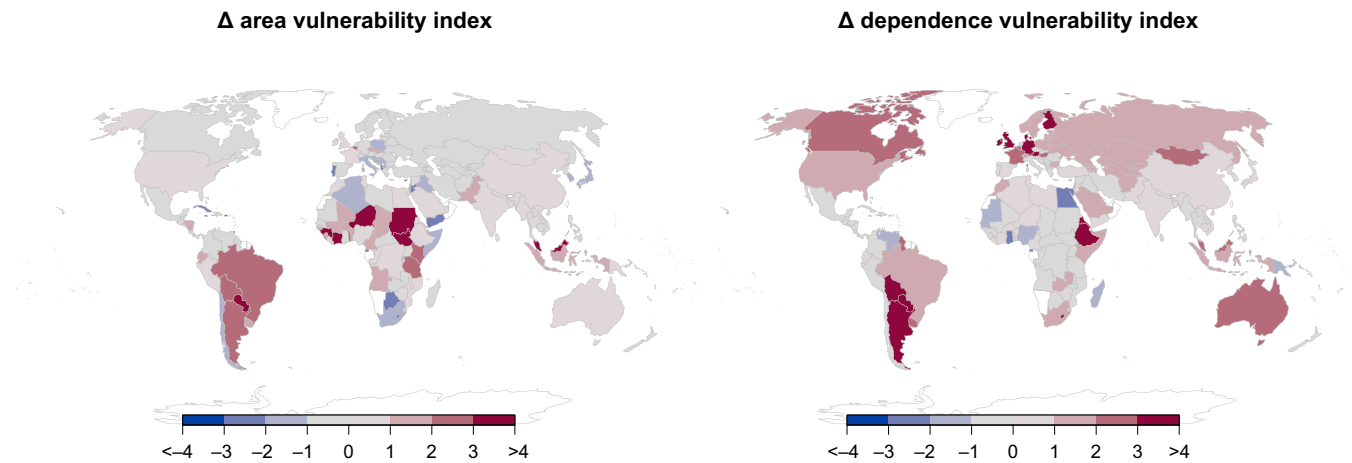 Δ area vulnerability index
Δ dependence vulnerability index
<–4 –3 –2 –1 0 1 2 3 >4
<–4 –3 –2 –1 0 1 2 3 >4